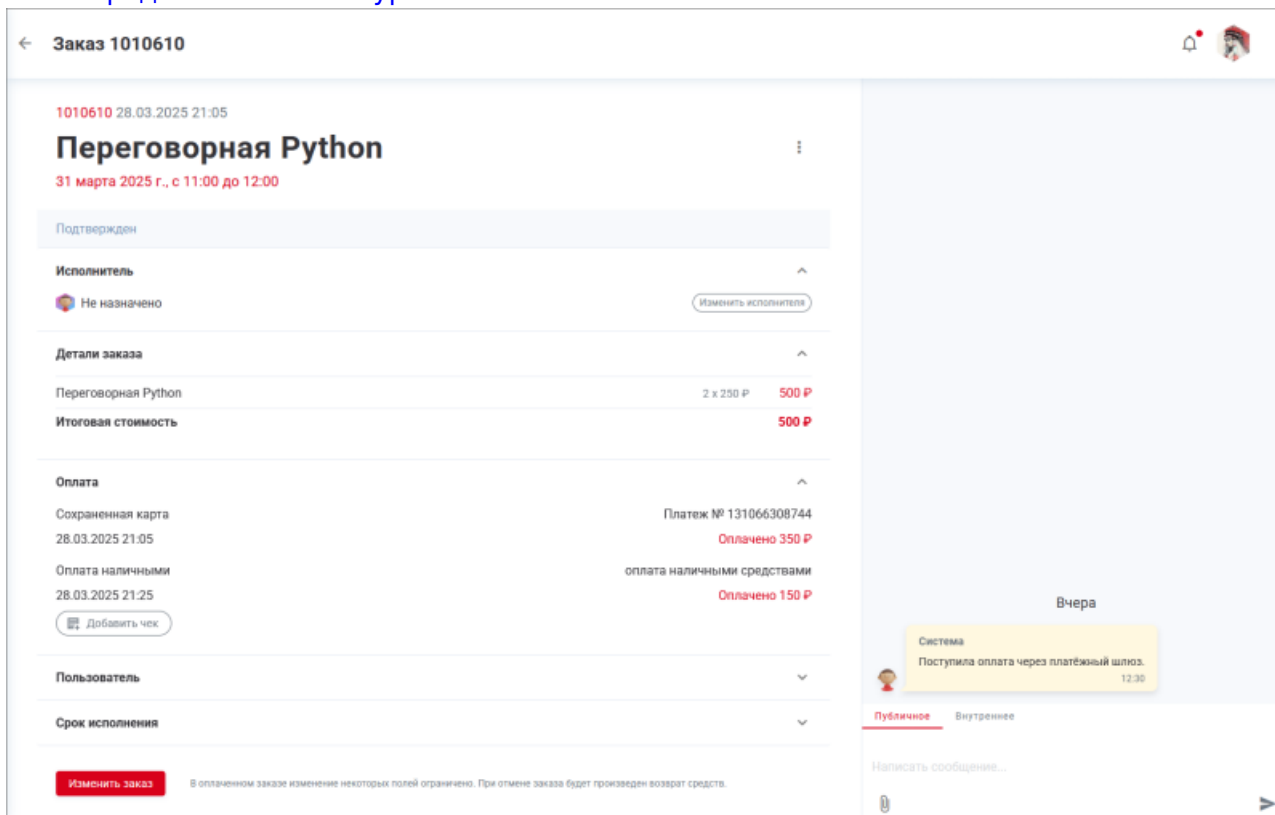 Заказ 1010610
1010610 28.03.2025 21:05
Переговорная Python
31 марта 2025 г., с 11:00 до 12:00
Подтвержден
Исполнитель
Не назначено
Изменить исполнителя
Детали заказа
Переговорная Python 2 x 250 ₽ 500 ₽
Итоговая стоимость 500 ₽
Оплата
Сохраненная карта Платеж № 131066308744
28.03.2025 21:05 Оплачено 350 ₽
Оплата наличными оплата наличными средствами
28.03.2025 21:25 Оплачено 150 ₽
Добавить чек
Пользователь
Срок исполнения
Изменить заказ В оплаченном заказе изменение некоторых полей ограничено. При отмене заказа будет произведен возврат средств.
Вчера
Система
Поступила оплата через платёжный шлюз.
12:30
Публичное Внутреннее
Написать сообщение...